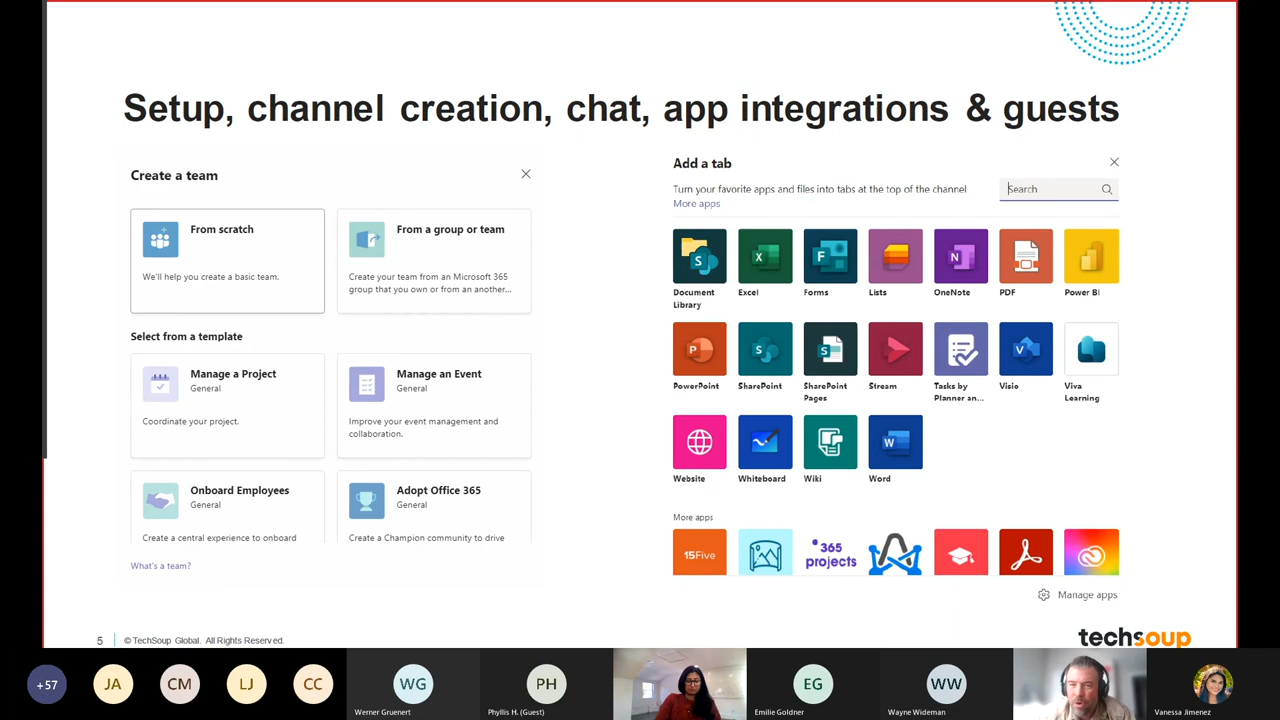 Setup, channel creation, chat, app integrations & guests
Create a team
From scratch
We'll help you create a basic team.
From a group or team
Create your team from an Microsoft 365
group that you own or from an another...
Select from a template
Manage a Project
General
Coordinate your project.
Manage an Event
General
Improve your event management and
collaboration.
Onboard Employees
General
Create a central experience to onboard
Adopt Office 365
General
Create a Champion community to drive
What's a team?
Add a tab
Turn your favorite apps and files into tabs at the top of the channel
More apps
Search
Document
Library
Excel
Forms
Lists
OneNote
PDF
Power BI
PowerPoint
SharePoint
SharePoint
Pages
Stream
Tasks by
Planner an...
Visio
Viva
Learning
Website
Whiteboard
Wiki
Word
More apps
15Five
365
projects
Manage apps
5
© TechSoup Global. All Rights Reserved.
techsoup
+57
JA
CM
LJ
CC
WG
Werner Gruenert
PH
Phyllis H. (Guest)
EG
Emilie Goldner
WW
Wayne Wideman
Vanessa Jimenez